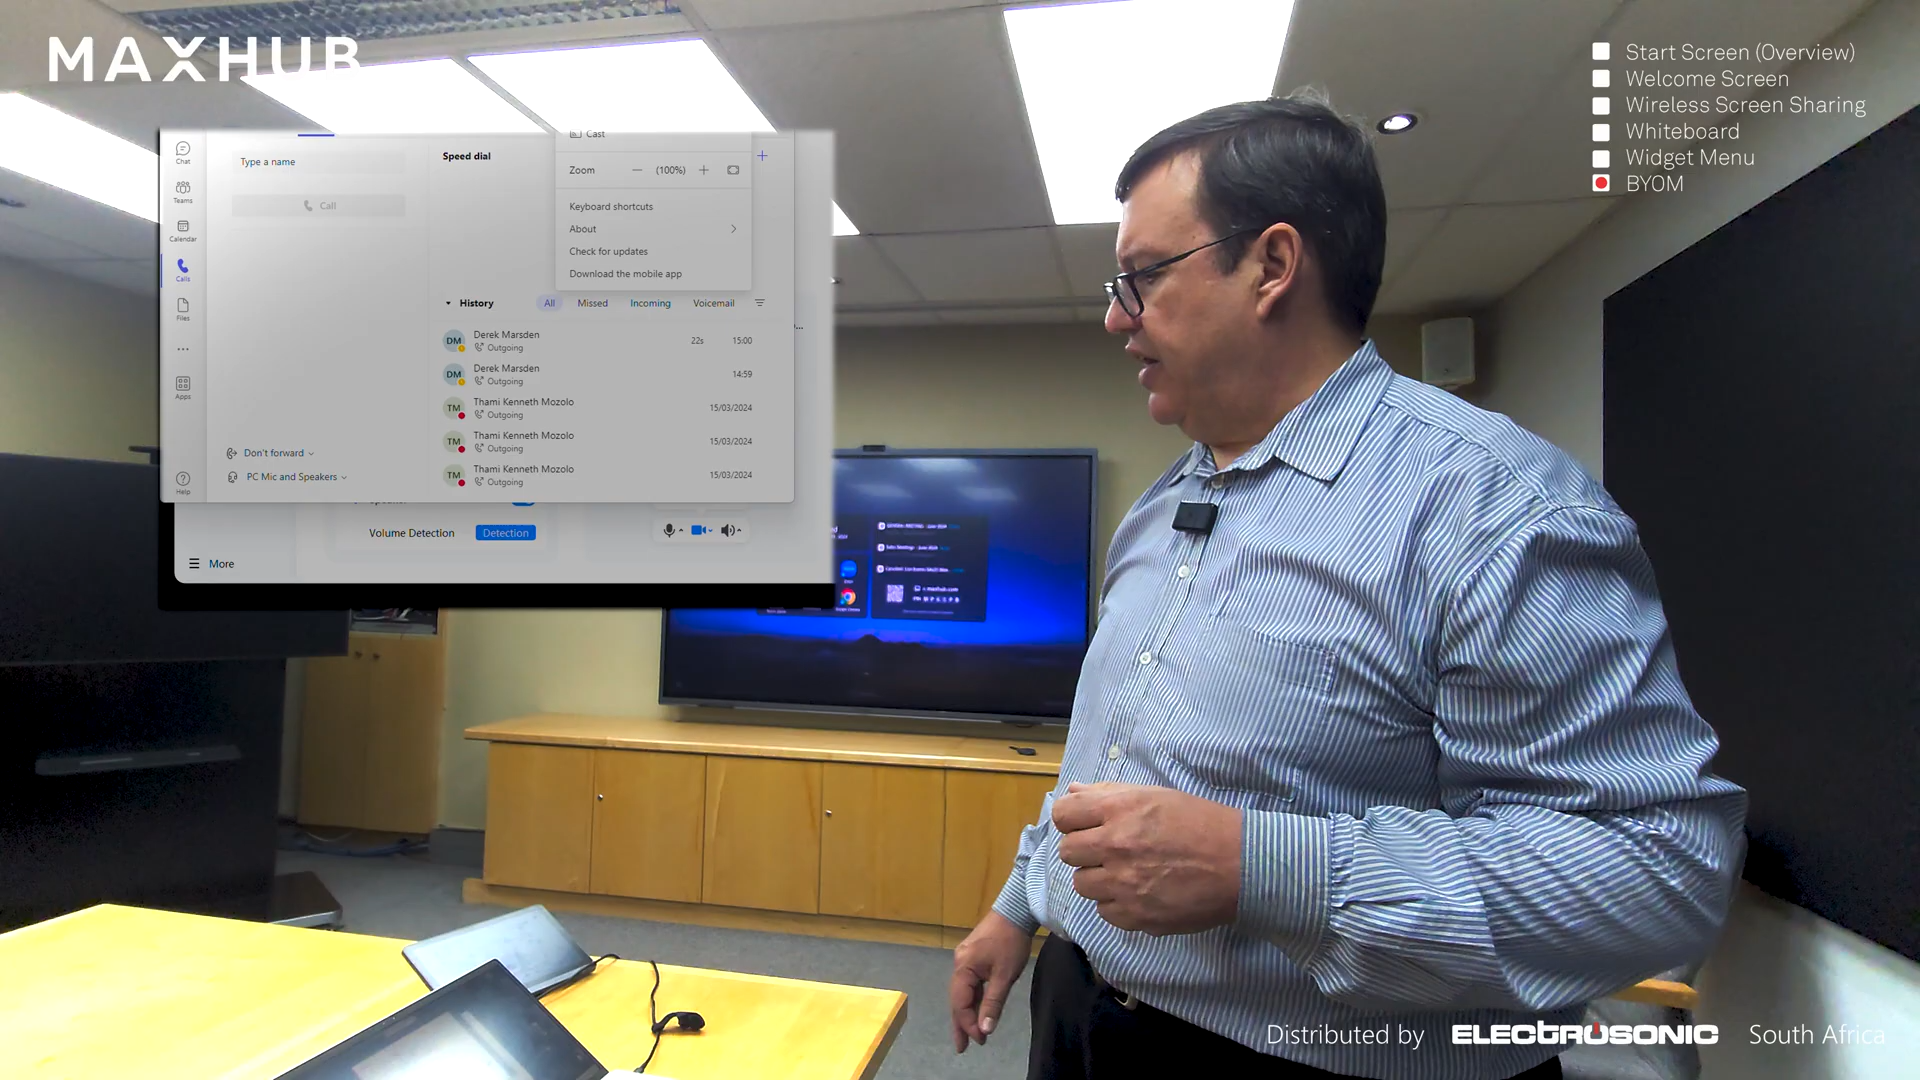 MAXHUB
Start Screen (Overview)
Welcome Screen
Wireless Screen Sharing
Whiteboard
Widget Menu
BYOM
Chat
Teams
Calendar
Calls
Files
Apps
Help
Type a name
Call
Don't forward
PC Mic and Speakers
Speed dial
Cast
Zoom
(100%)
Keyboard shortcuts
About
Check for updates
Download the mobile app
History
All
Missed
Incoming
Voicemail
DM Derek Marsden
Outgoing
22s 15:00
DM Derek Marsden
Outgoing
14:59
TM Thami Kenneth Mozolo
Outgoing
15/03/2024
TM Thami Kenneth Mozolo
Outgoing
15/03/2024
TM Thami Kenneth Mozolo
Outgoing
15/03/2024
Volume Detection
Detection
More
Distributed by ELECTROSONIC South Africa